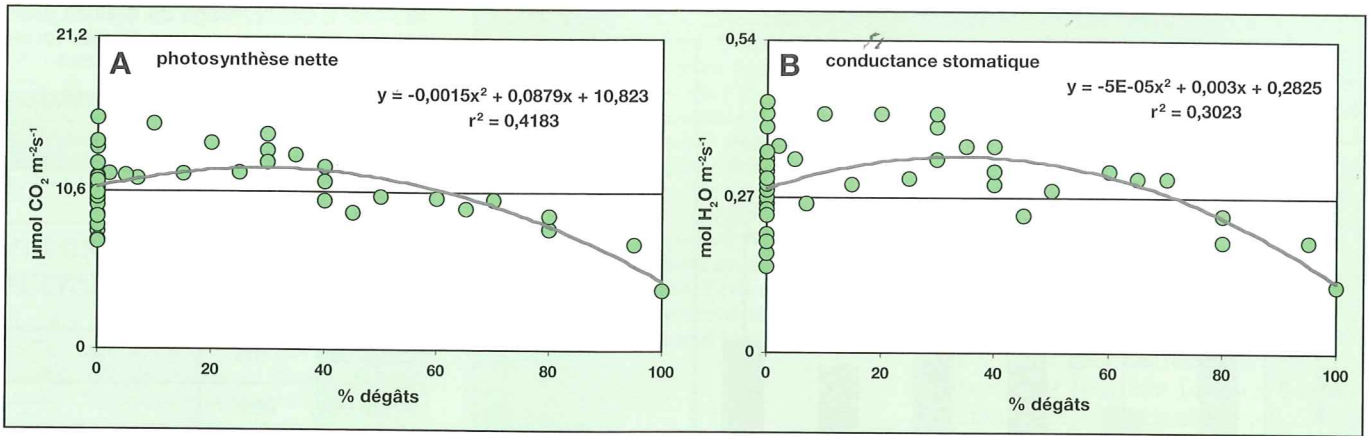 21,2
A photosynthèse nette
y = -0,0015x² + 0,0879x + 10,823
r² = 0,4183
µmol CO₂ m⁻²s⁻¹
10,6
0
0 20 40 60 80 100
% dégâts
0,54
B conductance stomatique
y = -5E-05x² + 0,003x + 0,2825
r² = 0,3023
mol H₂O m⁻²s⁻¹
0,27
0
0 20 40 60 80 100
% dégâts